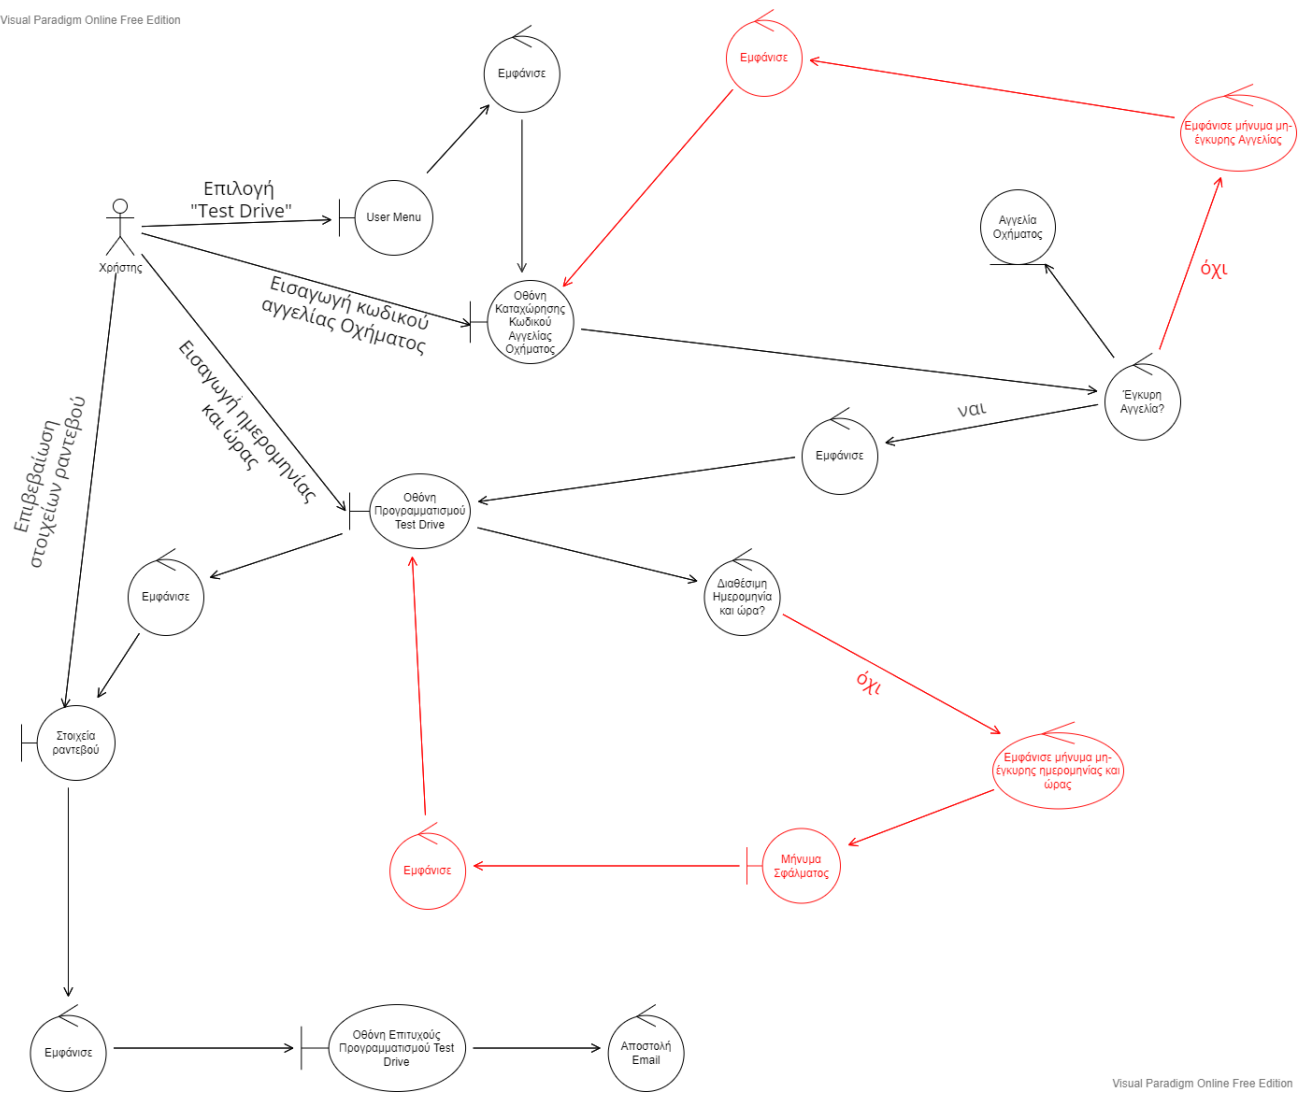 Visual Paradigm Online Free Edition
Εμφάνισε
Εμφάνισε
Εμφάνισε μήνυμα μη-
έγκυρης Αγγελίας
Επιλογή
"Test Drive"
User Menu
Αγγελία
Οχήματος
Χρήστης
όχι
Εισαγωγή κωδικού
αγγελίας Οχήματος
Οθόνη
Καταχώρησης
Κωδικού
Αγγελίας
Οχήματος
Έγκυρη
Αγγελία?
ναι
Εισαγωγή ημερομηνίας
και ώρας
Επιβεβαίωση
στοιχείων ραντεβού
Εμφάνισε
Οθόνη
Προγραμματισμού
Test Drive
Εμφάνισε
Διαθέσιμη
Ημερομηνία
και ώρα?
όχι
Στοιχεία
ραντεβού
Εμφάνισε μήνυμα μη-
έγκυρης ημερομηνίας και
ώρας
Εμφάνισε
Μήνυμα
Σφάλματος
Εμφάνισε
Οθόνη Επιτυχούς
Προγραμματισμού Test
Drive
Αποστολή
Email
Visual Paradigm Online Free Edition